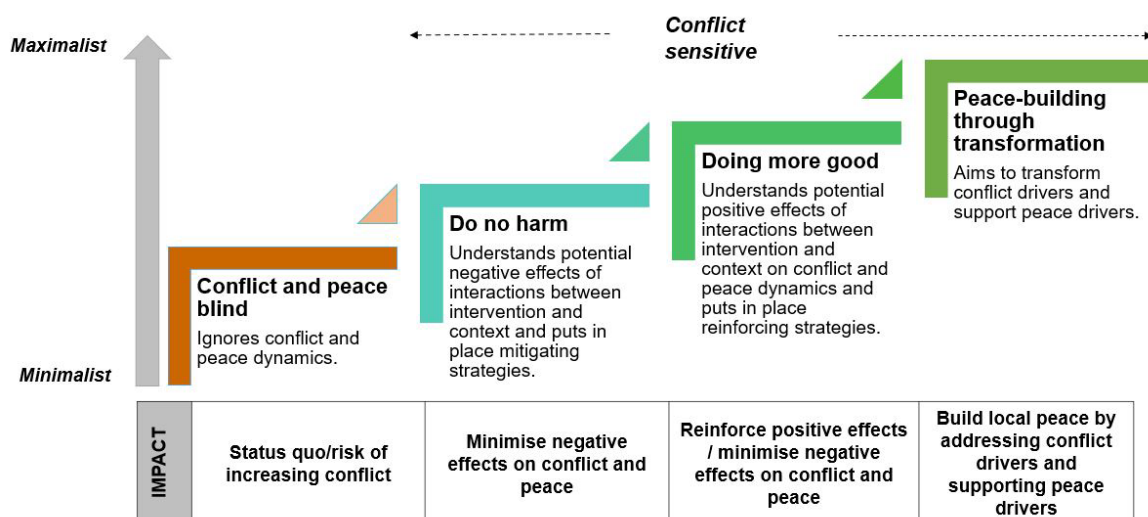 Maximalist
Conflict
sensitive
Peace-building
through
transformation
Aims to transform
conflict drivers and
support peace drivers.
Doing more good
Understands potential
positive effects of
interactions between
intervention and
context on conflict and
peace dynamics and
puts in place
reinforcing strategies.
Do no harm
Understands potential
negative effects of
interactions between
intervention and
context and puts in
place mitigating
strategies.
Conflict and peace
blind
Ignores conflict and
peace dynamics.
Minimalist
IMPACT
Status quo/risk of
increasing conflict
Minimise negative
effects on conflict and
peace
Reinforce positive effects
/ minimise negative
effects on conflict and
peace
Build local peace by
addressing conflict
drivers and
supporting peace
drivers